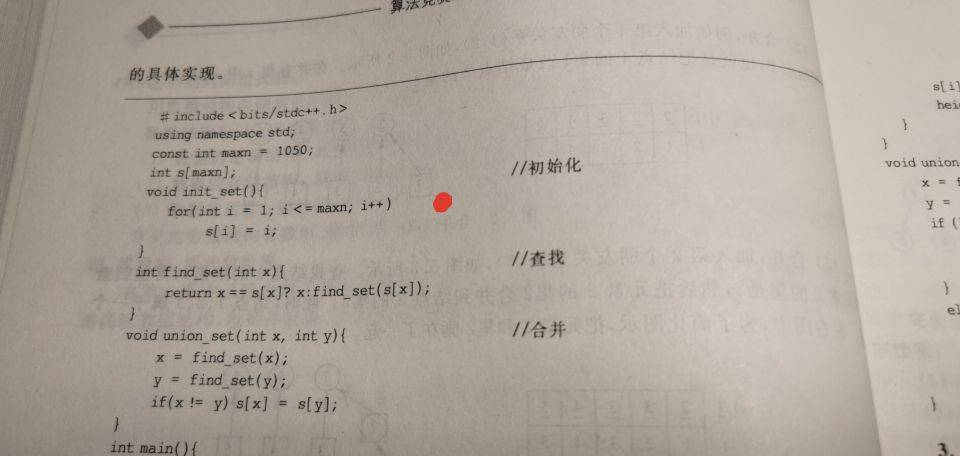 算法竞赛
的具体实现。
# include <bits/stdc++.h>
using namespace std;
const int maxn = 1050;
int s[maxn];
void init_set(){ //初始化
for(int i = 1; i <= maxn; i++)
s[i] = i;
}
int find_set(int x){ //查找
return x == s[x]? x:find_set(s[x]);
}
void union_set(int x, int y){ //合并
x = find_set(x);
y = find_set(y);
if(x != y) s[x] = s[y];
}
int main(){
s[i]
hei
}
}
void union
x = f
y =
if (
}
el
}
3.